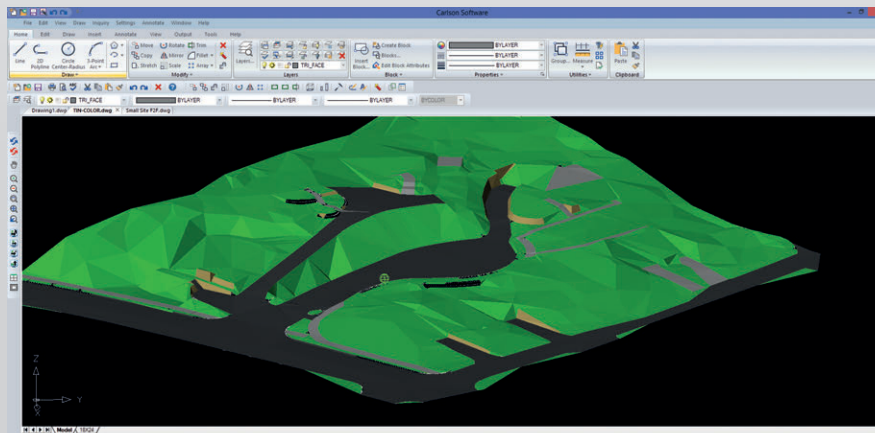 Carlson Software
File Edit View Draw Inquiry Settings Annotate Window Help
Home Edit Draw Insert Annotate View Output Tools Help
Line 2D Polyline Circle Center-Radius 3-Point Arc
Move Rotate Trim
Copy Mirror Fillet
Stretch Scale Array
Layers...
TRI_FACE
Insert Block...
Create Block
Blocks...
Edit Block Attributes
BYLAYER
BYLAYER
BYLAYER
Group... Measure
Paste
Draw Modify Layers Block Properties Utilities Clipboard
TRI_FACE BYLAYER BYLAYER BYLAYER BYCOLOR
Drawing1.dwg TIN-COLOR.dwg Small Site F2F.dwg
Z
Y
X
Model